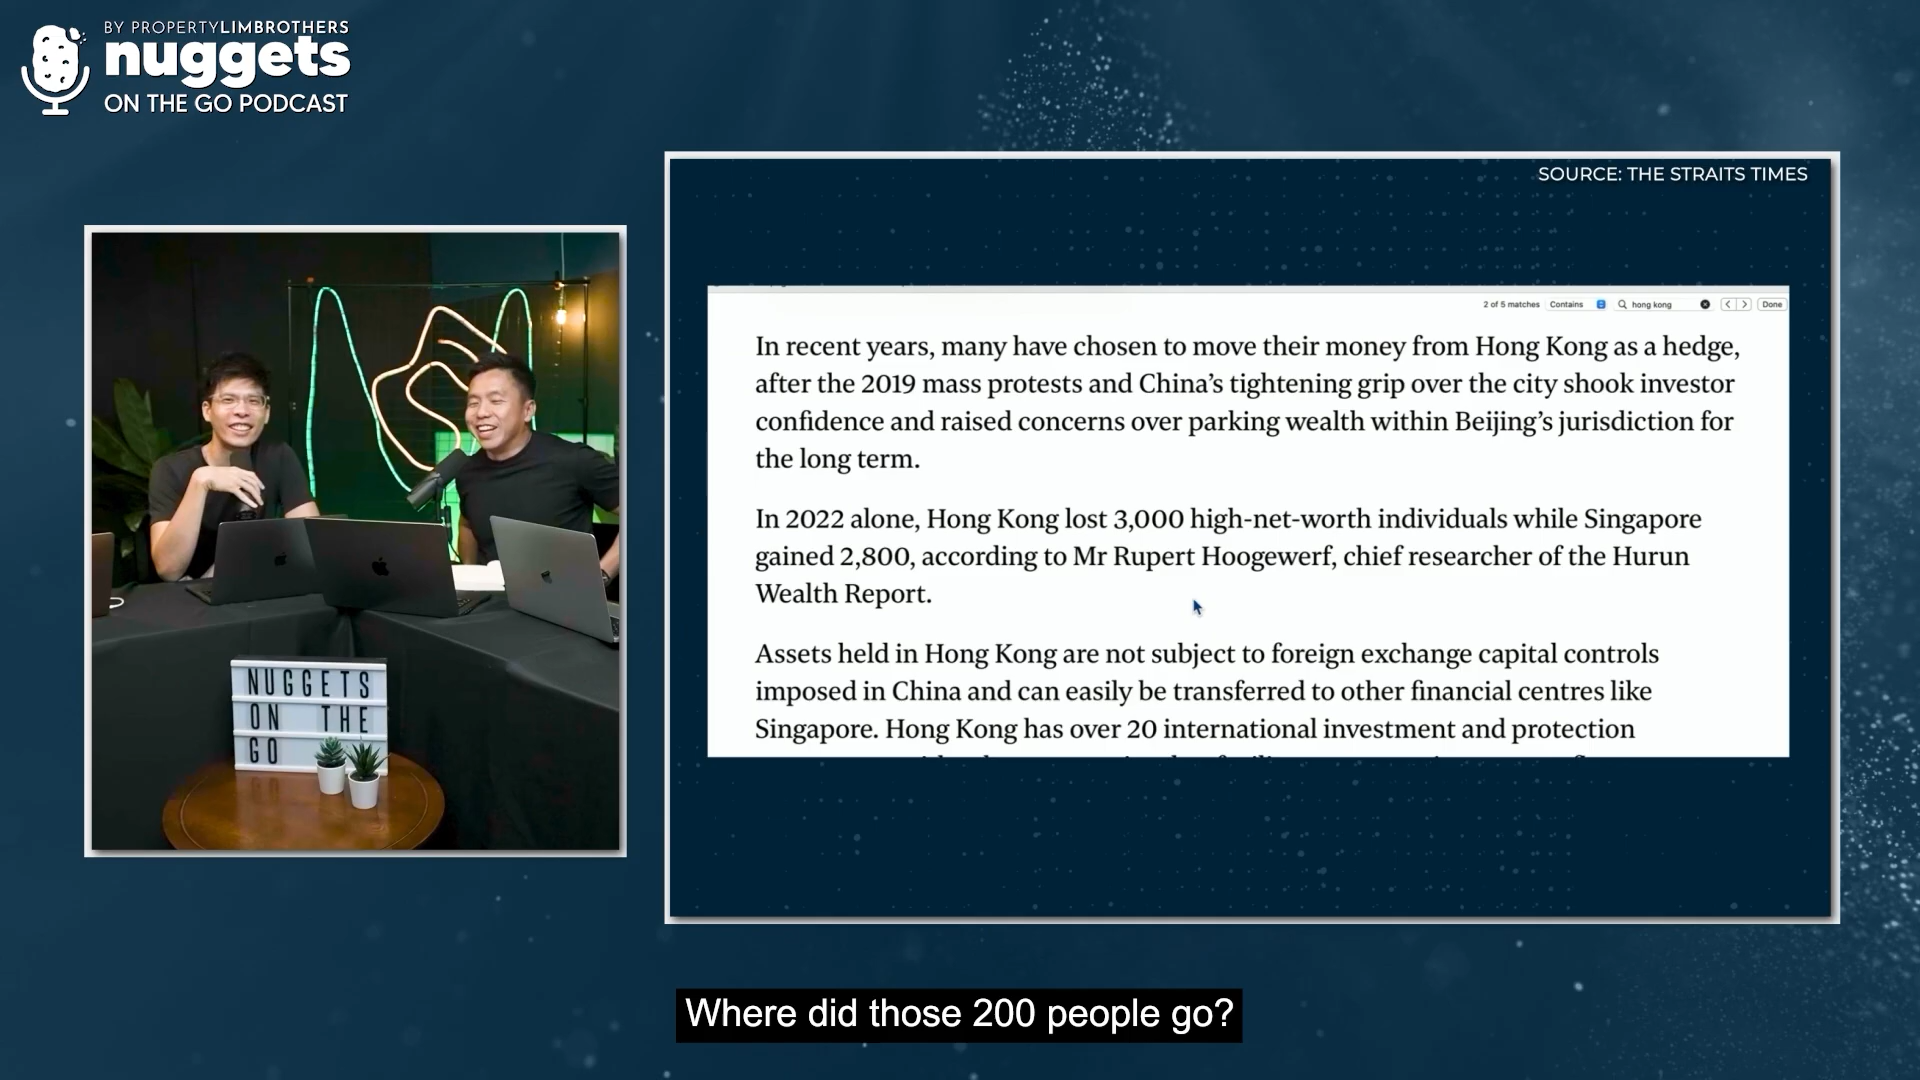 BY PROPERTYLIMBROTHERS
nuggets
ON THE GO PODCAST
SOURCE: THE STRAITS TIMES
2 of 5 matches Contains hong kong Done
In recent years, many have chosen to move their money from Hong Kong as a hedge,
after the 2019 mass protests and China’s tightening grip over the city shook investor
confidence and raised concerns over parking wealth within Beijing’s jurisdiction for
the long term.
In 2022 alone, Hong Kong lost 3,000 high-net-worth individuals while Singapore
gained 2,800, according to Mr Rupert Hoogewerf, chief researcher of the Hurun
Wealth Report.
Assets held in Hong Kong are not subject to foreign exchange capital controls
imposed in China and can easily be transferred to other financial centres like
Singapore. Hong Kong has over 20 international investment and protection
NUGGETS
ON THE
GO
Where did those 200 people go?